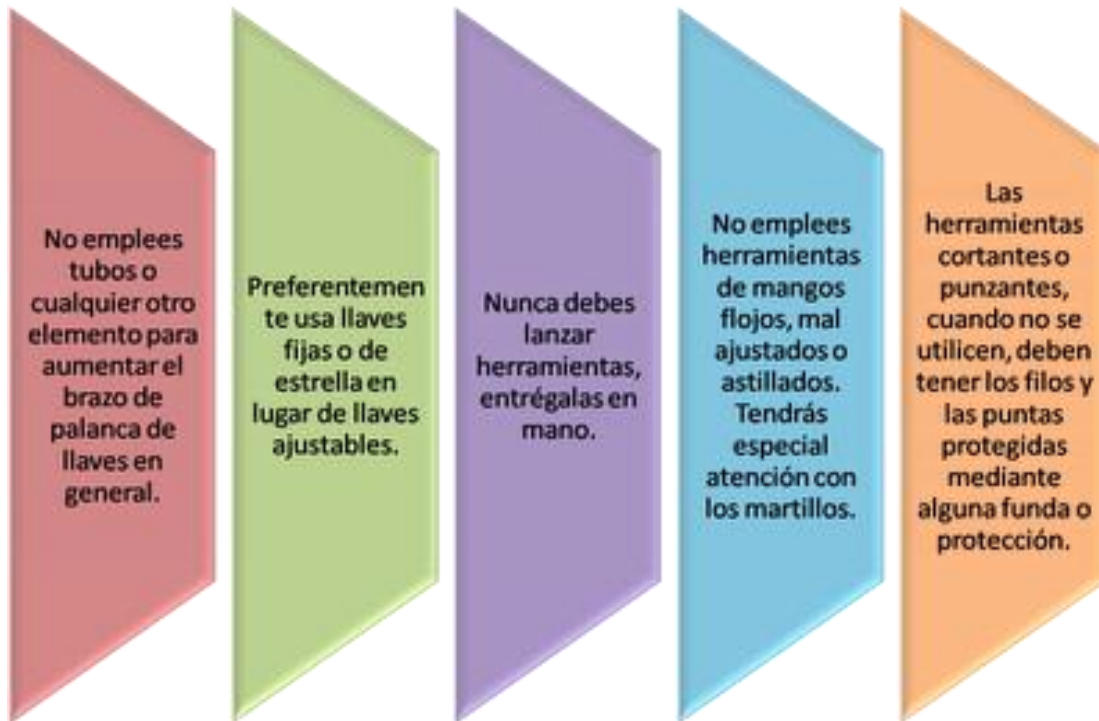 No emplees
tubos o
cualquier otro
elemento para
aumentar el
brazo de
palanca de
llaves en
general.
Preferentemen
te usa llaves
fijas o de
estrella en
lugar de llaves
ajustables.
Nunca debes
lanzar
herramientas,
entrégalas en
mano.
No emplees
herramientas
de mangos
flojos, mal
ajustados o
astillados.
Tendrás
especial
atención con
los martillos.
Las
herramientas
cortantes o
punzantes,
cuando no se
utilicen, deben
tener los filos y
las puntas
protegidas
mediante
alguna funda o
protección.